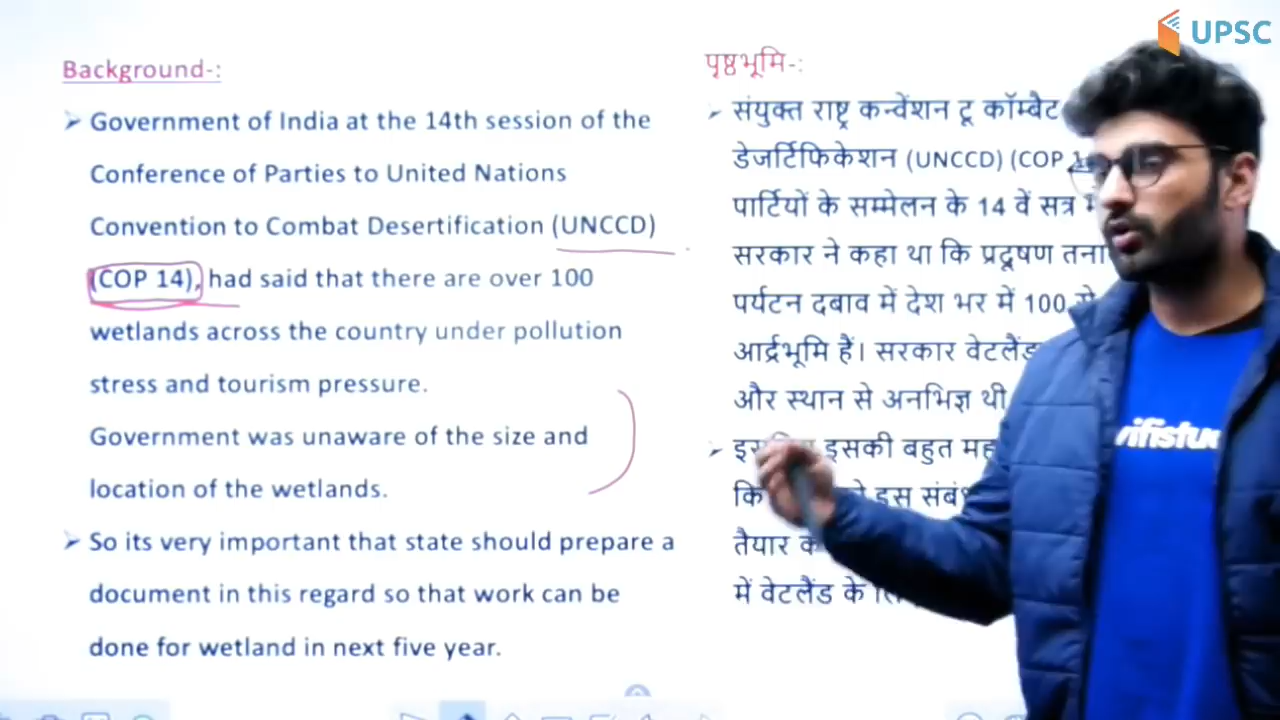 UPSC
Background-:
➢ Government of India at the 14th session of the
Conference of Parties to United Nations
Convention to Combat Desertification (UNCCD)
(COP 14), had said that there are over 100
wetlands across the country under pollution
stress and tourism pressure.
Government was unaware of the size and
location of the wetlands.
➢ So its very important that state should prepare a
document in this regard so that work can be
done for wetland in next five year.
पृष्ठभूमि-:
➢ संयुक्त राष्ट्र कन्वेंशन टू कॉम्बैट
डेजर्टिफिकेशन (UNCCD) (COP
पार्टियों के सम्मेलन के 14 वें सत्र
सरकार ने कहा था कि प्रदूषण
पर्यटन दबाव में देश भर में 100 से
आर्द्रभूमि हैं। सरकार वेटलैंड
और स्थान से अनभिज्ञ थी
➢ इसकी बहुत
इस
तैयार
में वेटलैंड के